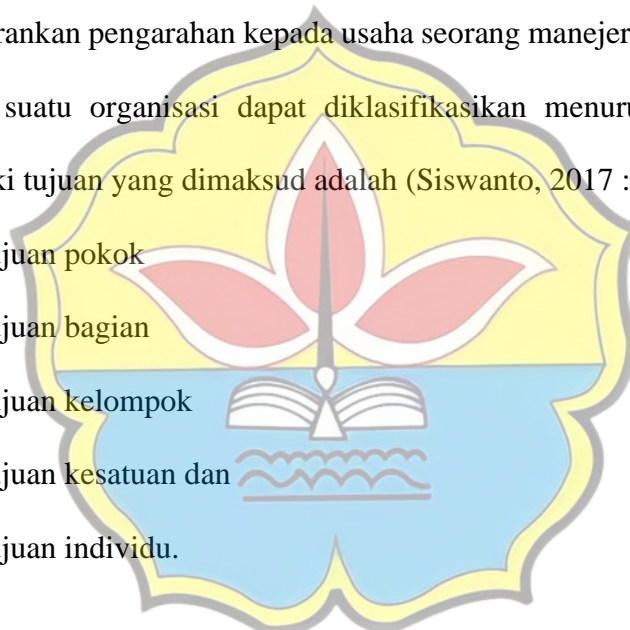 rankan pengarahan kepada usaha seorang manejer
suatu organisasi dapat diklasifikasikan menuru
ki tujuan yang dimaksud adalah (Siswanto, 2017 :
juan pokok
juan bagian
juan kelompok
juan kesatuan dan
juan individu.